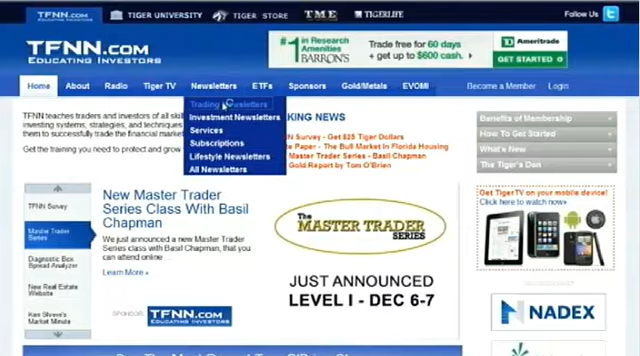 TFNN.COM
EDUCATING INVESTORS
TIGER UNIVERSITY
TIGER STORE
TME
TIGERLIFE
Follow Us
TFNN.COM
EDUCATING INVESTORS
#1 in Research
Amenities
BARRON'S
Trade free for 60 days
+ get up to $600 cash.
TD Ameritrade
GET STARTED
Home
About
Radio
Tiger TV
Newsletters
ETFs
Sponsors
Gold/Metals
EVOMI
Become a Member
Login
Trading
Investment Newsletters
Services
Subscriptions
Lifestyle Newsletters
All Newsletters
TFNN teaches traders and investors of all
investing systems, strategies, and techniques
them to successfully trade the financial
Get the training you need to protect and grow
KING NEWS
N Survey - Get $25 Tiger Dollars
te Paper - The Bull Market In Florida Housing
Master Trader Series - Basil Chapman
Gold Report by Tom O'Brien
Benefits of Membership
How To Get Started
What's New
The Tiger's Den
Get TigerTV on your mobile device!
Click here to watch now»
TFNN Survey
Master Trader
Series
Diagnostic Box
Spread Analyzer
New Real Estate
Website
Ken Shreve's
Market Minute
New Master Trader
Series Class With Basil
Chapman
We just announced a new Master Trader
Series class with Basil Chapman, that you
can attend online ...
Learn More »
SPONSOR:
TFNN.COM
EDUCATING INVESTORS
The
MASTER TRADER
SERIES
JUST ANNOUNCED
LEVEL I - DEC 6-7
NADEX